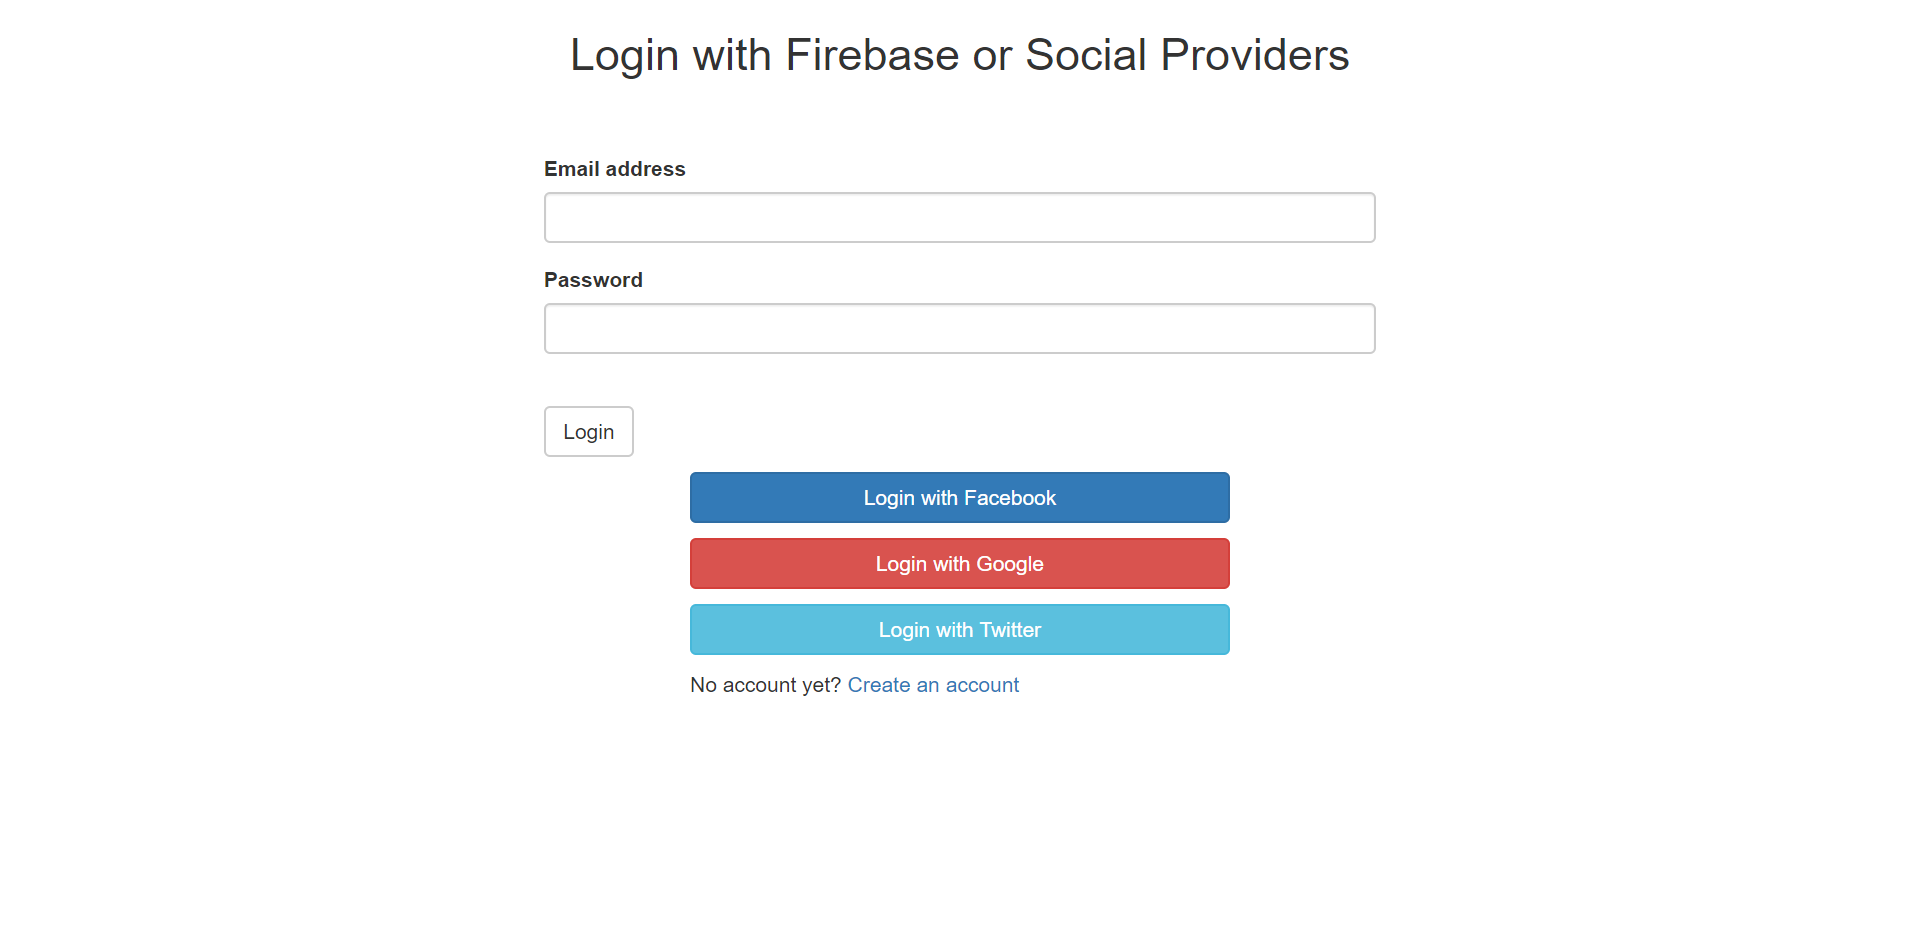 Login with Firebase or Social Providers
Email address
Password
Login
Login with Facebook
Login with Google
Login with Twitter
No account yet? Create an account